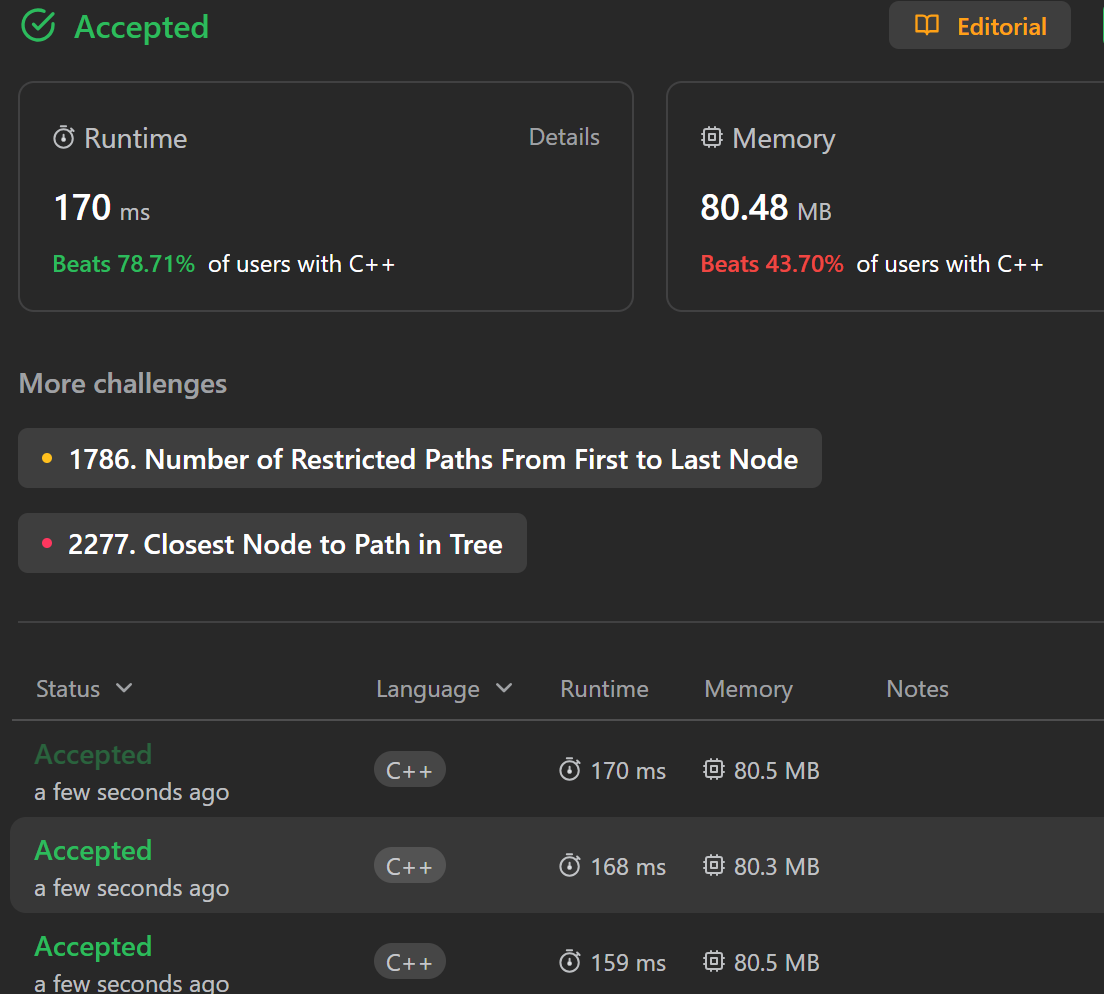 Accepted
Editorial
Runtime
Details
Memory
170 ms
80.48 MB
Beats 78.71% of users with C++
Beats 43.70% of users with C++
More challenges
1786. Number of Restricted Paths From First to Last Node
2277. Closest Node to Path in Tree
Status Language Runtime Memory Notes
Accepted
a few seconds ago
C++ 170 ms 80.5 MB
Accepted
a few seconds ago
C++ 168 ms 80.3 MB
Accepted
a few seconds ago
C++ 159 ms 80.5 MB